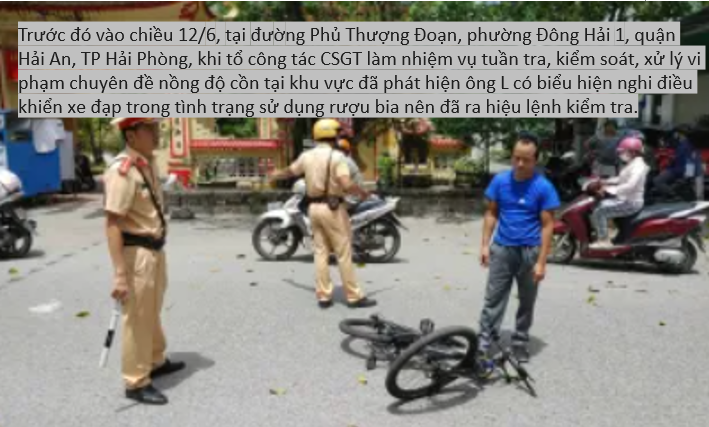 Trước đó vào chiều 12/6, tại đường Phủ Thượng Đoạn, phường Đông Hải 1, quận
Hải An, TP Hải Phòng, khi tổ công tác CSGT làm nhiệm vụ tuần tra, kiểm soát, xử lý vi
phạm chuyên đề nồng độ cồn tại khu vực đã phát hiện ông L có biểu hiện nghi điều
khiển xe đạp trong tình trạng sử dụng rượu bia nên đã ra hiệu lệnh kiểm tra.